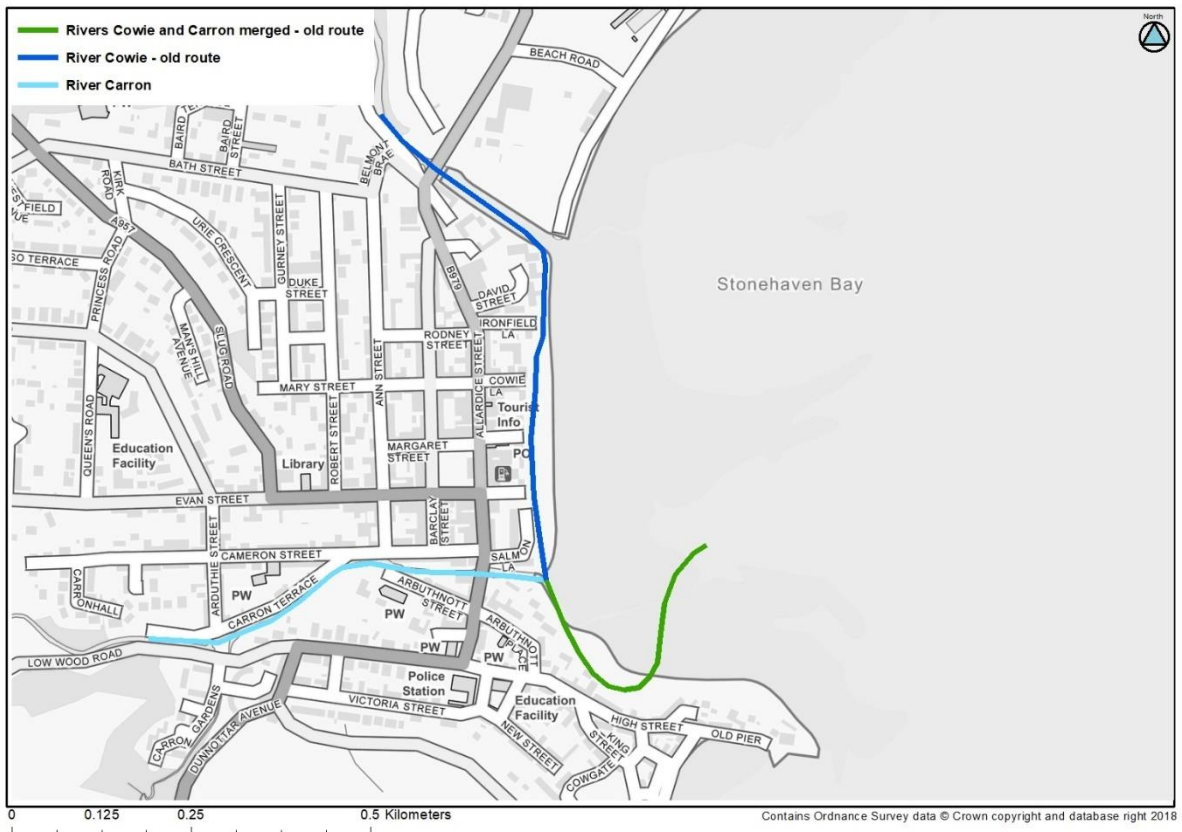 Rivers Cowie and Carron merged - old route
River Cowie - old route
River Carron
North
BEACH ROAD
PW
BAIRD
BAIRD
STREET
BATH STREET
BELMONT
BRAE
KIRK
ROAD
FIELD
A957
URIE CRESCENT
GURNEY STREET
SO TERRACE
PRINCESS ROAD
B979
Stonehaven Bay
DUKE
STREET
DAVID
STREET
MAN'S HILL
AVENUE
SLUG ROAD
IRONFIELD
LA
RODNEY
STREET
ANN STREET
ALLARDICE STREET
MARY STREET
COWIE
LA
Tourist
Info
QUEEN'S ROAD
ROBERT STREET
Education
Facility
MARGARET
STREET
PO
Library
EVAN STREET
BARCLAY
STREET
ARDUTHIE STREET
CAMERON STREET
SALMON
LA
CARRONHALL
PW
CARRON TERRACE
ARBUTHNOTT
STREET
PW
ARBUTHNOTT
PLACE
PW
PW
LOW WOOD ROAD
Police
Station
Education
Facility
VICTORIA STREET
CARRON
GARDENS
DUNNOTTAR AVENUE
NEW STREET
HIGH STREET
OLD PIER
KING
STREET
COWGATE
0 0.125 0.25 0.5 Kilometers
Contains Ordnance Survey data © Crown copyright and database right 2018